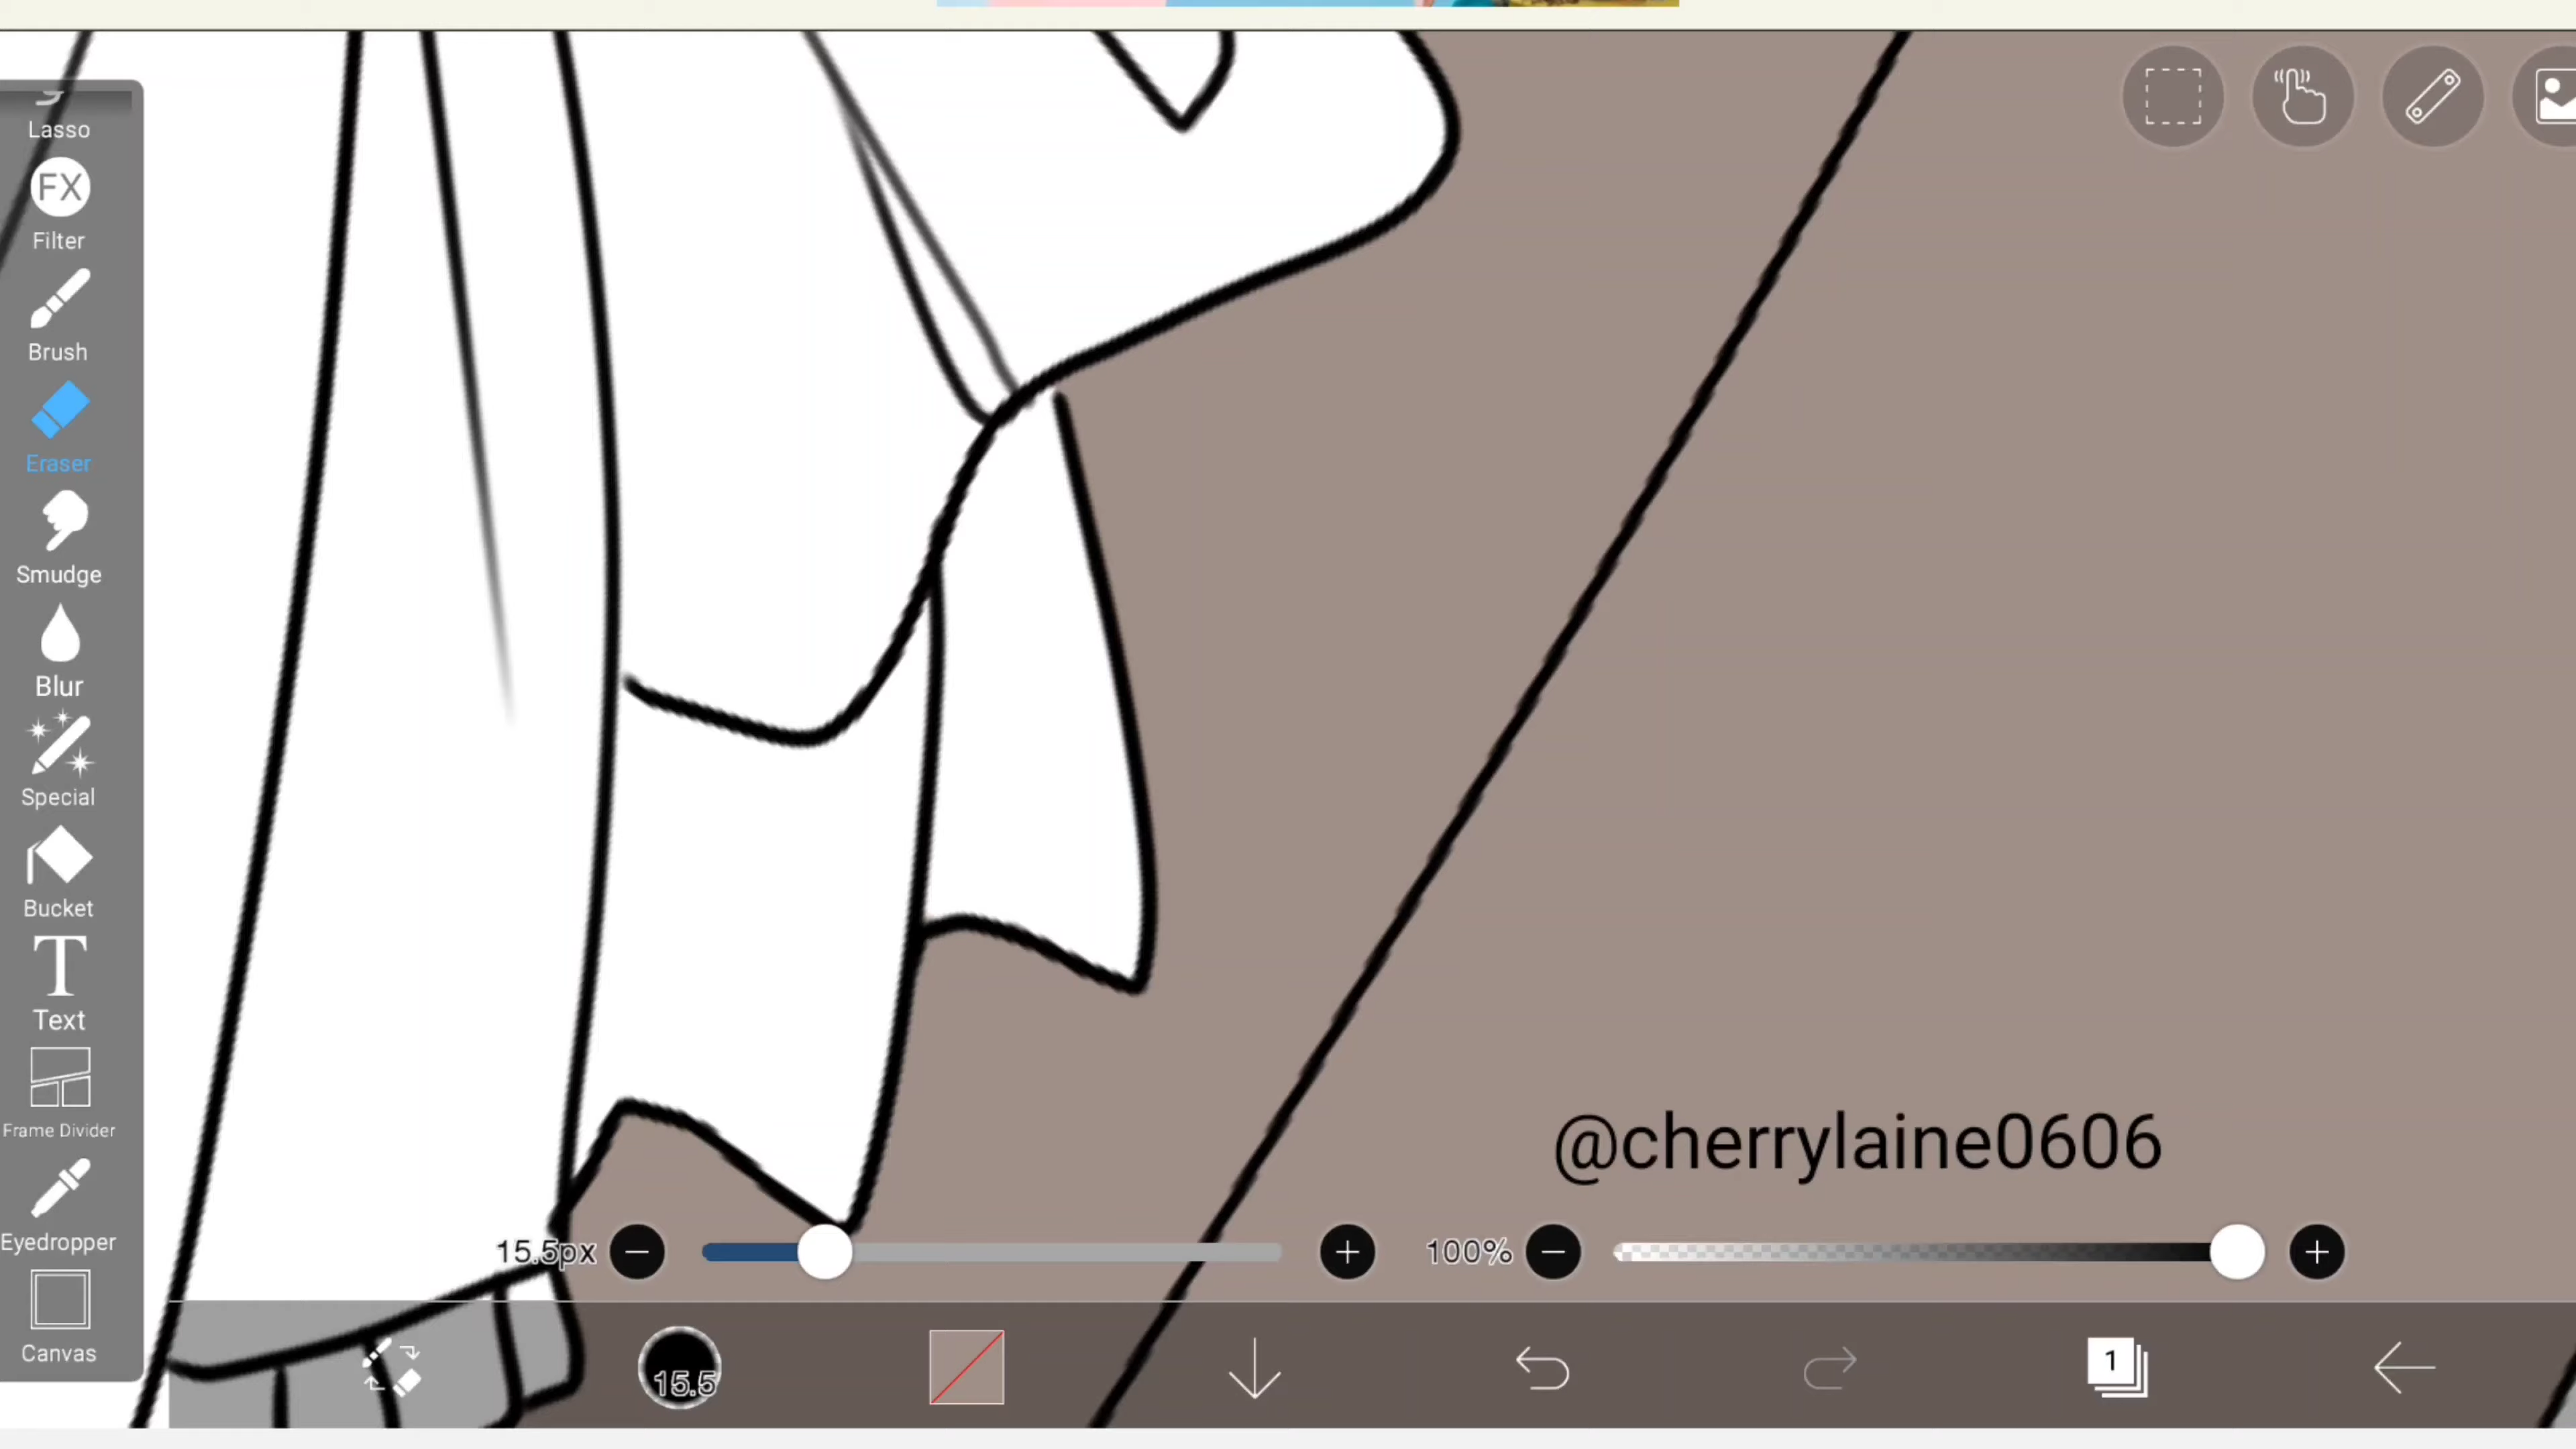 Lasso
FX
Filter
Brush
Eraser
Smudge
Blur
Special
Bucket
T
Text
Frame Divider
Eyedropper
Canvas
@cherrylaine0606
15.5px
100%
15.5
1